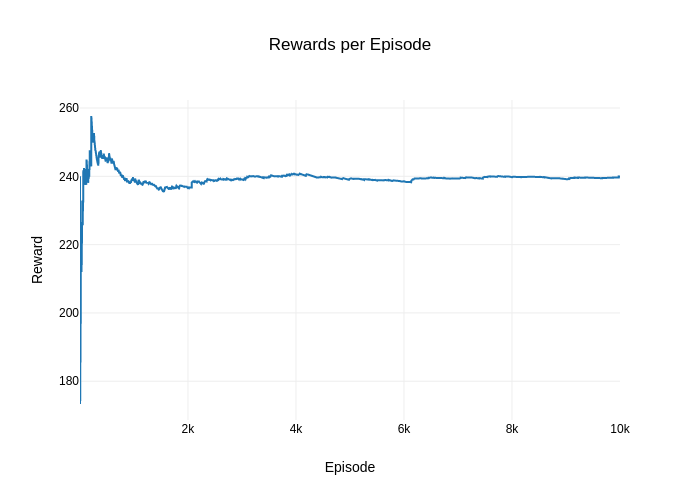 Rewards per Episode
260
240
220
200
180
Reward
2k
4k
6k
8k
10k
Episode